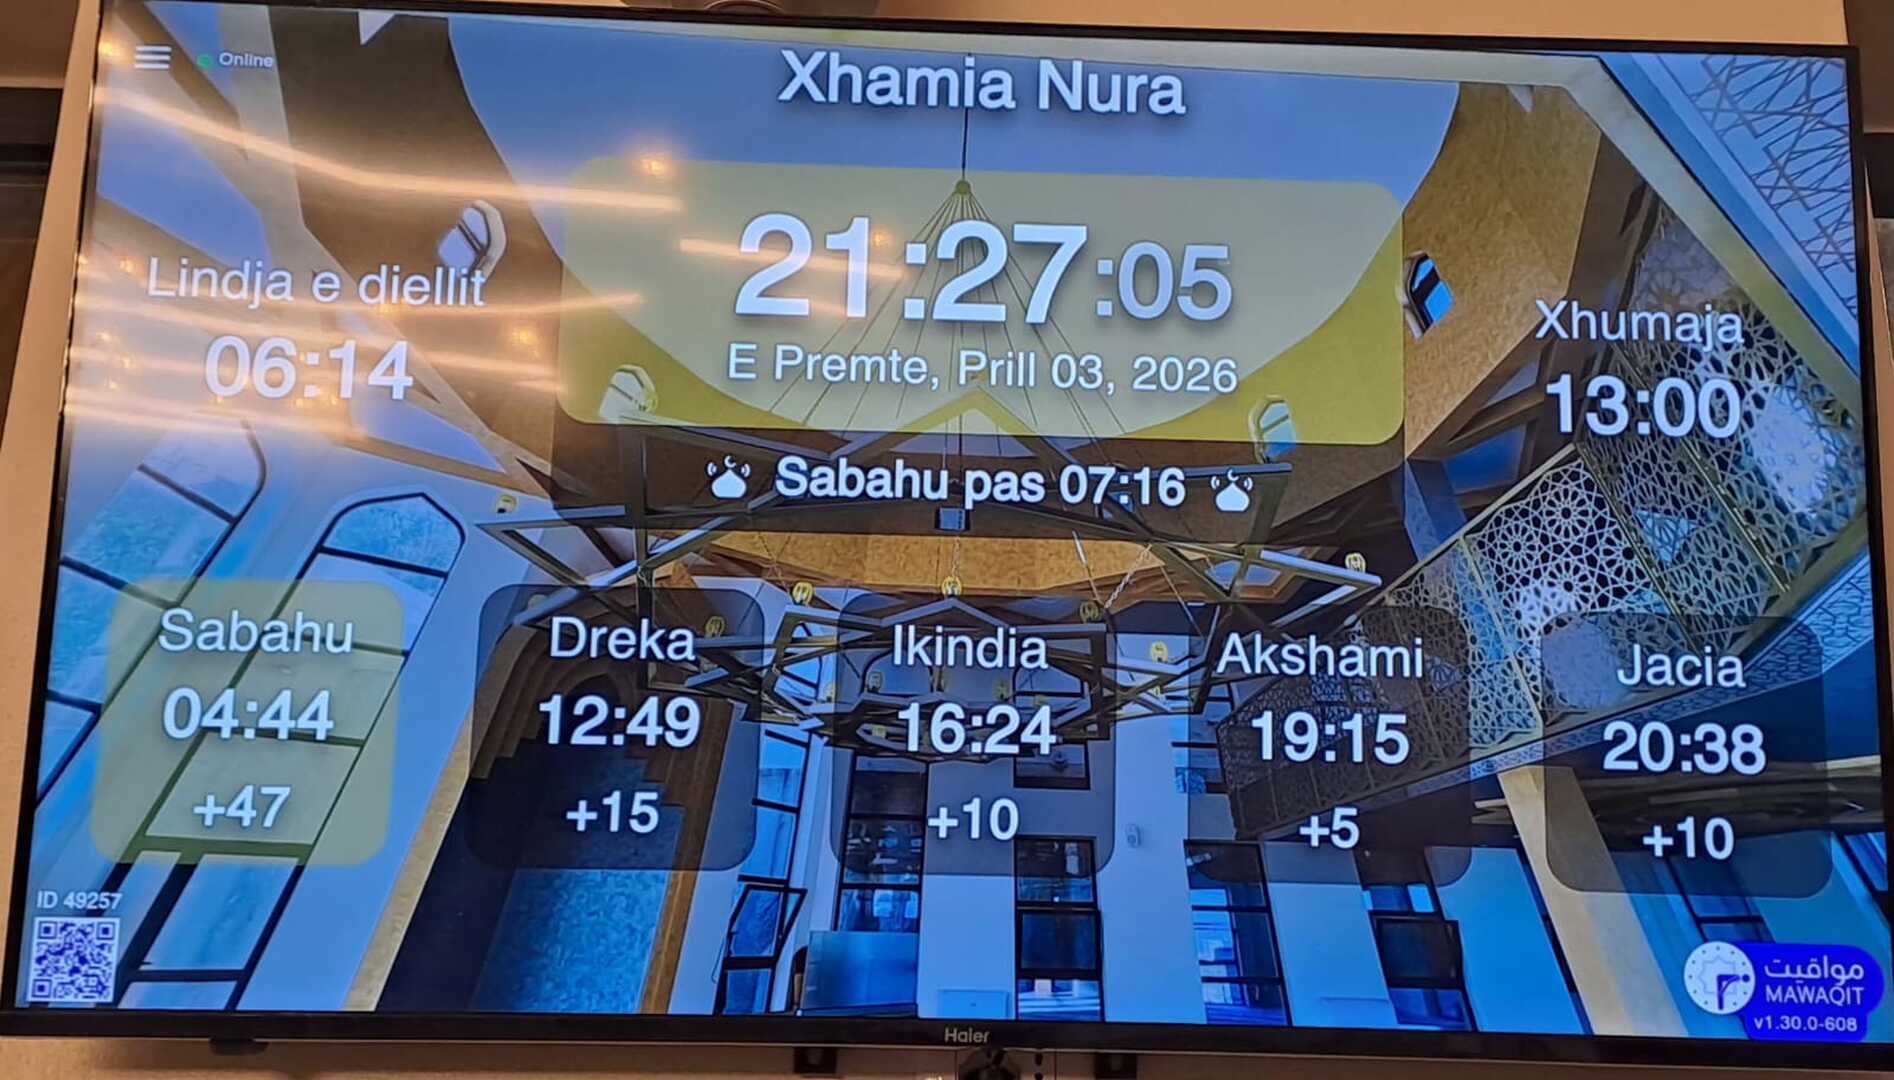 Online
Xhamia Nura
21:27:05
E Premte, Prill 03, 2026
Lindja e diellit
06:14
Xhumaja
13:00
Sabahu pas 07:16
Sabahu
04:44
+47
Dreka
12:49
+15
Ikindia
16:24
+10
Akshami
19:15
+5
Jacia
20:38
+10
ID 49257
مواقيت
MAWAQIT
v1.30.0-608
Haier